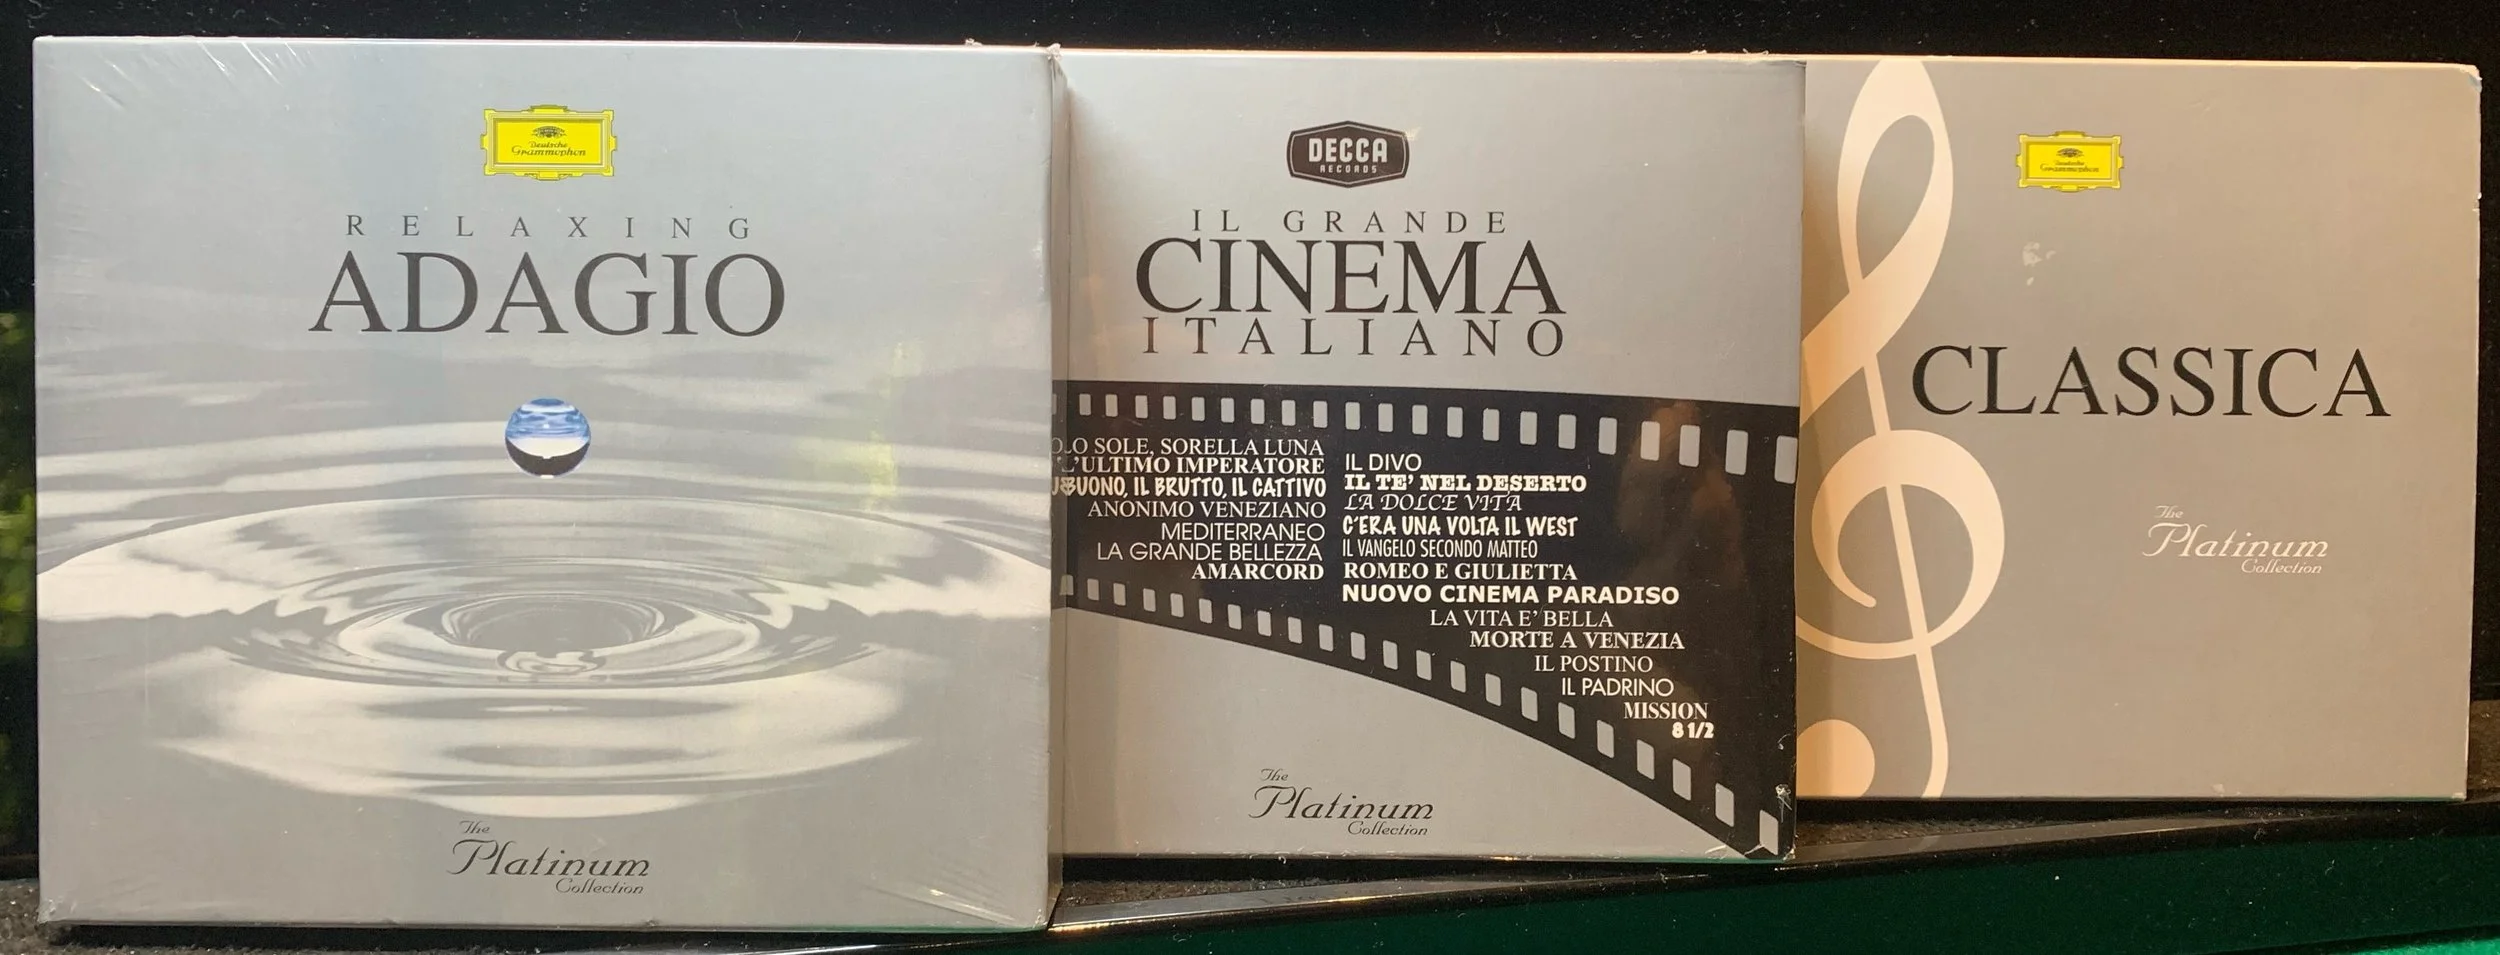 Deutsche
Grammophon
RELAXING
ADAGIO
The
Platinum
Collection
DECCA
RECORDS
IL GRANDE
CINEMA
ITALIANO
SOLE, SORELLA LUNA
L'ULTIMO IMPERATORE
BUONO, IL BRUTTO, IL CATTIVO
ANONIMO VENEZIANO
MEDITERRANEO
LA GRANDE BELLEZZA
AMARCORD
IL DIVO
IL TE' NEL DESERTO
LA DOLCE VITA
C'ERA UNA VOLTA IL WEST
IL VANGELO SECONDO MATTEO
ROMEO E GIULIETTA
NUOVO CINEMA PARADISO
LA VITA E' BELLA
MORTE A VENEZIA
IL POSTINO
IL PADRINO
MISSION
8 1/2
The
Platinum
Collection
Deutsche
Grammophon
CLASSICA
The
Platinum
Collection